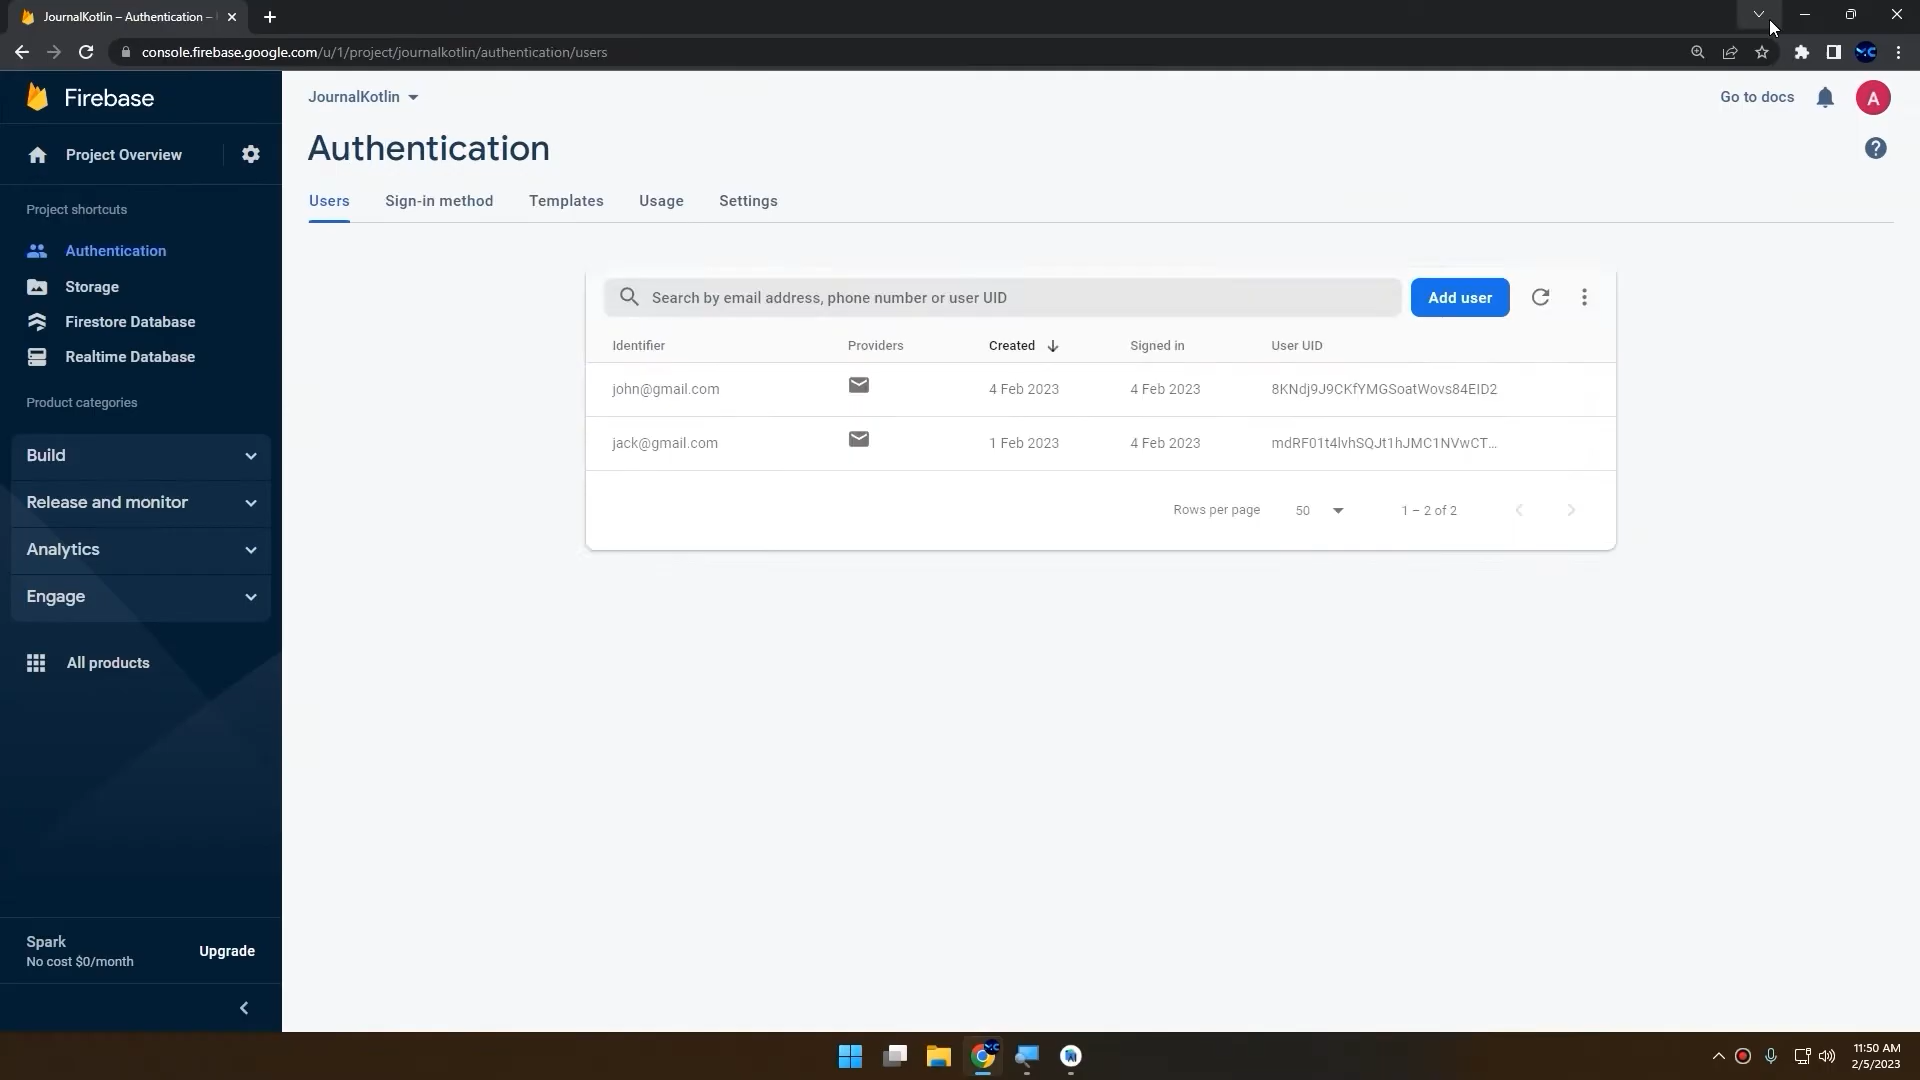 JournalKotlin – Authentication –
console.firebase.google.com/u/1/project/journalkotlin/authentication/users
Firebase
JournalKotlin
Go to docs
A
Project Overview
Authentication
?
Users
Sign-in method
Templates
Usage
Settings
Project shortcuts
Authentication
Storage
Firestore Database
Realtime Database
Product categories
Build
Release and monitor
Analytics
Engage
All products
Search by email address, phone number or user UID
Add user
Identifier
Providers
Created
Signed in
User UID
john@gmail.com
4 Feb 2023
4 Feb 2023
8KNdj9J9CKfYMGSoatWovs84EID2
jack@gmail.com
1 Feb 2023
4 Feb 2023
mdRF01t4lvhSQJt1hJMC1NVwCT...
Rows per page
50
1 – 2 of 2
Spark
No cost $0/month
Upgrade
11:50 AM
2/5/2023